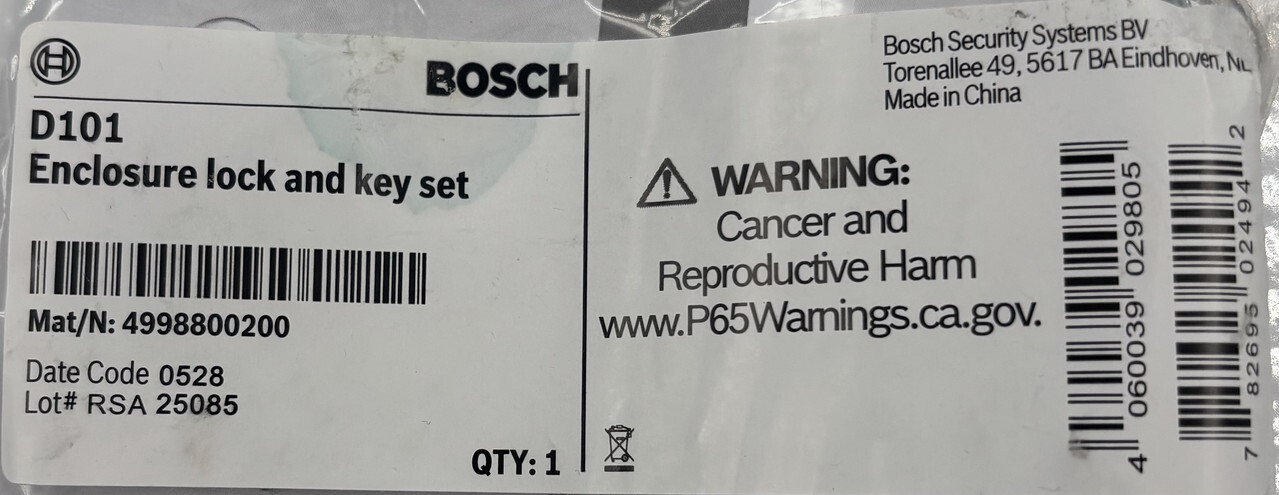 BOSCH
D101
Enclosure lock and key set
Mat/N: 4998800200
Date Code 0528
Lot# RSA 25085
QTY: 1
Bosch Security Systems BV
Torenallee 49, 5617 BA Eindhoven, NL
Made in China
WARNING:
Cancer and
Reproductive Harm
www.P65Warnings.ca.gov.
4 060039 029805
7 82695 02494 2